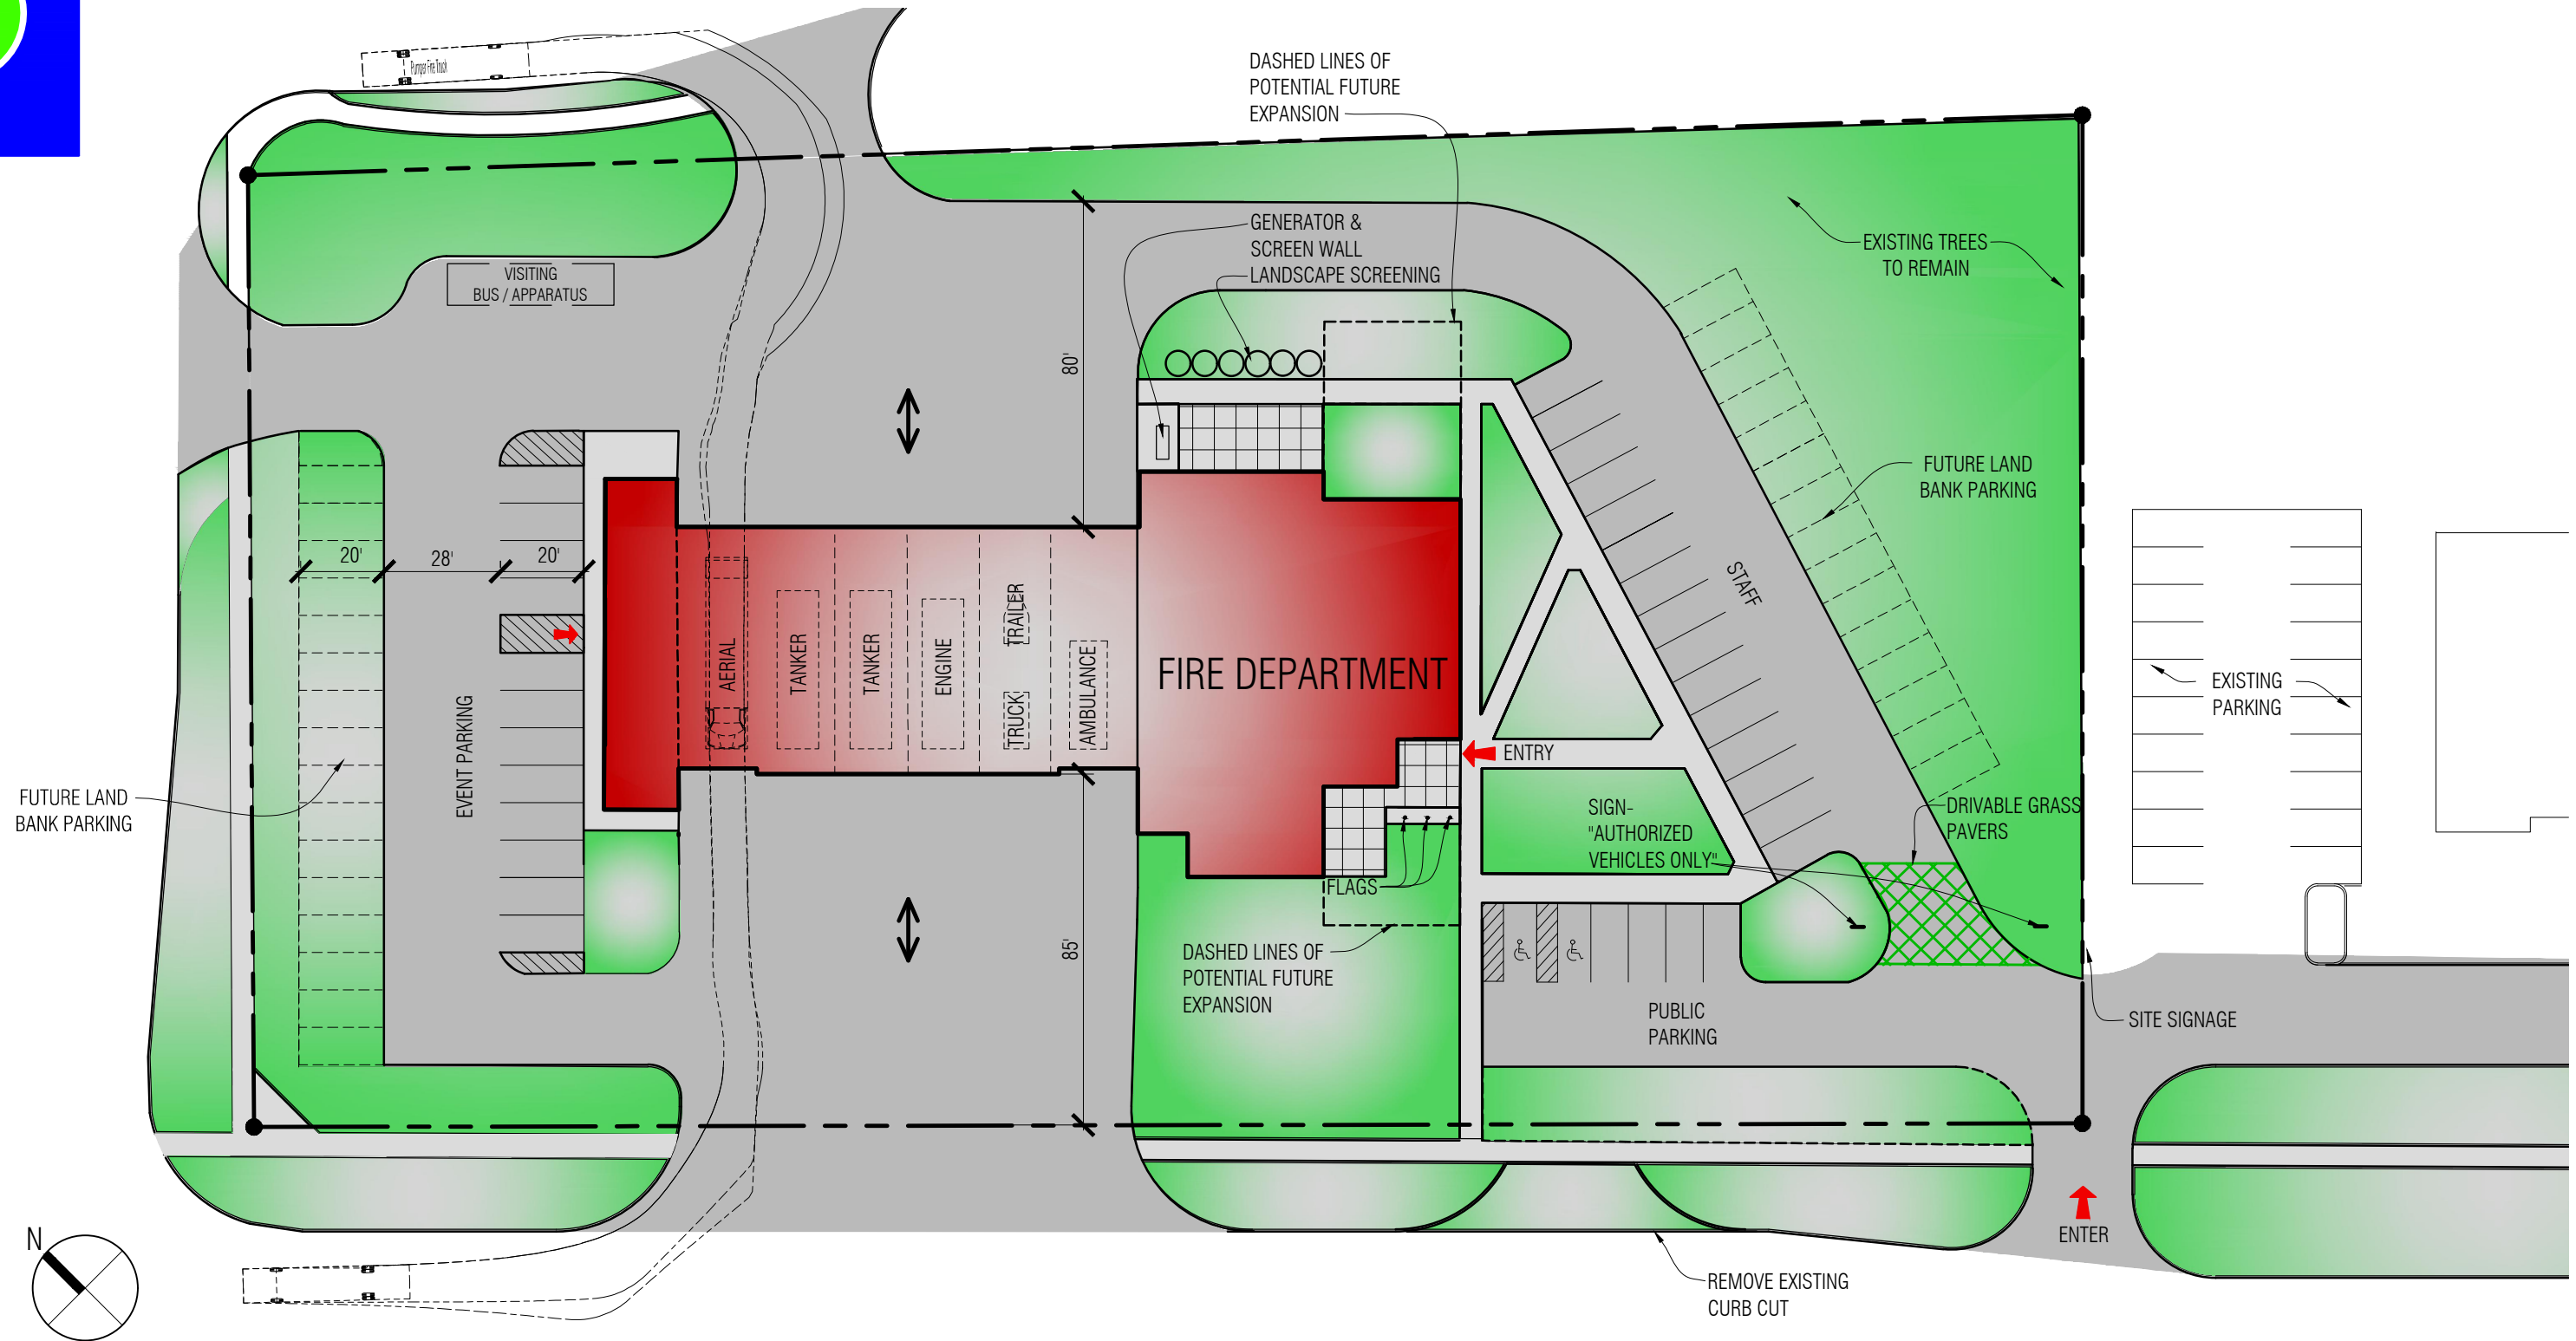 Pumper Fire Truck
DASHED LINES OF
POTENTIAL FUTURE
EXPANSION
GENERATOR &
SCREEN WALL
LANDSCAPE SCREENING
EXISTING TREES
TO REMAIN
VISITING
BUS / APPARATUS
80'
FUTURE LAND
BANK PARKING
20'
28'
20'
STAFF
AERIAL
TANKER
TANKER
ENGINE
TRAILER
TRUCK
AMBULANCE
FIRE DEPARTMENT
EXISTING
PARKING
ENTRY
EVENT PARKING
FUTURE LAND
BANK PARKING
SIGN-
"AUTHORIZED
VEHICLES ONLY"
DRIVABLE GRASS
PAVERS
FLAGS
85'
DASHED LINES OF
POTENTIAL FUTURE
EXPANSION
PUBLIC
PARKING
SITE SIGNAGE
N
ENTER
REMOVE EXISTING
CURB CUT